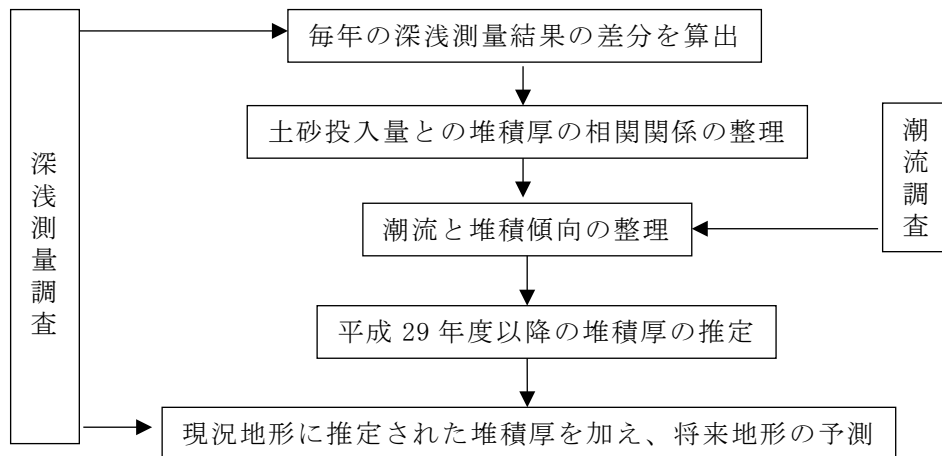 毎年の深浅測量結果の差分を算出
土砂投入量との堆積厚の相関関係の整理
潮流調査
深浅測量調査
潮流と堆積傾向の整理
平成 29 年度以降の堆積厚の推定
現況地形に推定された堆積厚を加え、将来地形の予測